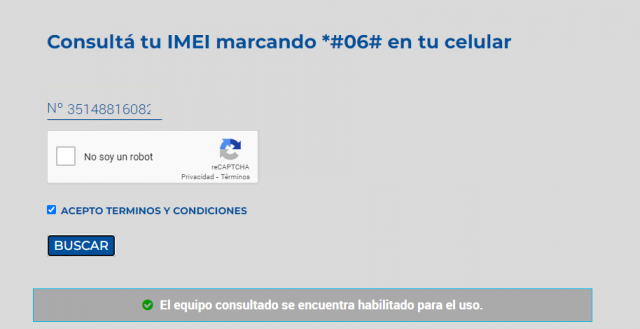 Consultá tu IMEI marcando *#06# en tu celular
Nº 35148816082
No soy un robot
reCAPTCHA
Privacidad - Términos
ACEPTO TERMINOS Y CONDICIONES
BUSCAR
El equipo consultado se encuentra habilitado para el uso.